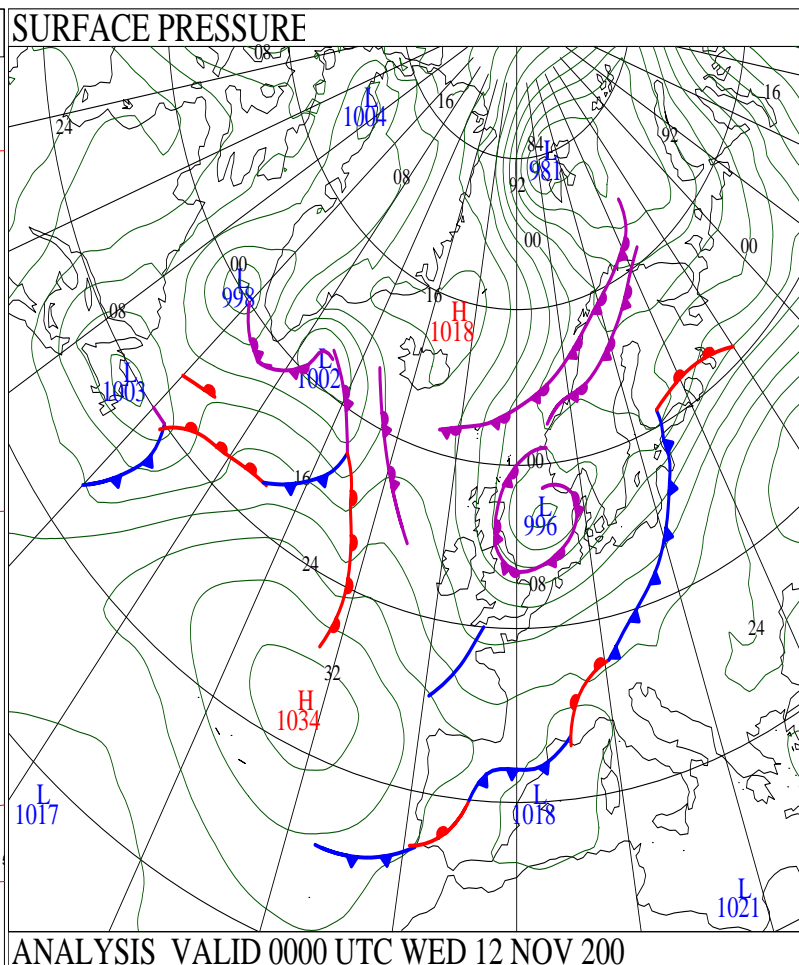 SURFACE PRESSURE
08
L
1004
16
16
24
84
L
981
92
92
08
00
00
00
L
998
16
H
1018
08
L
1002
L
1003
16
00
L
996
24
08
24
32
H
1034
L
1017
L
1018
L
1021
ANALYSIS VALID 0000 UTC WED 12 NOV 200